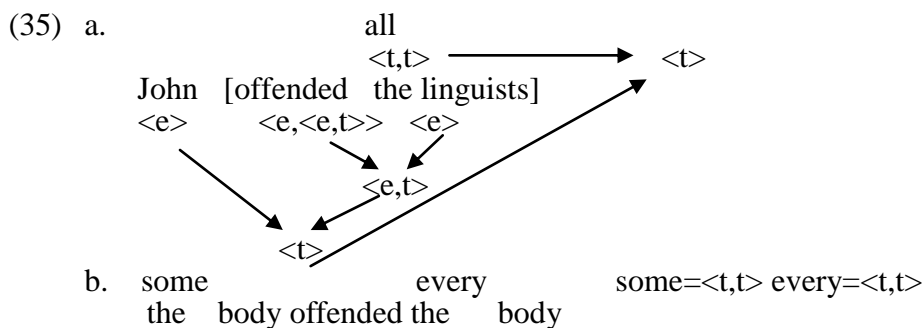 (35) a. all
<t,t> <t>
John [offended the linguists]
<e> <e,<e,t>> <e>
<e,t>
<t>
b. some every some=<t,t> every=<t,t>
the body offended the body